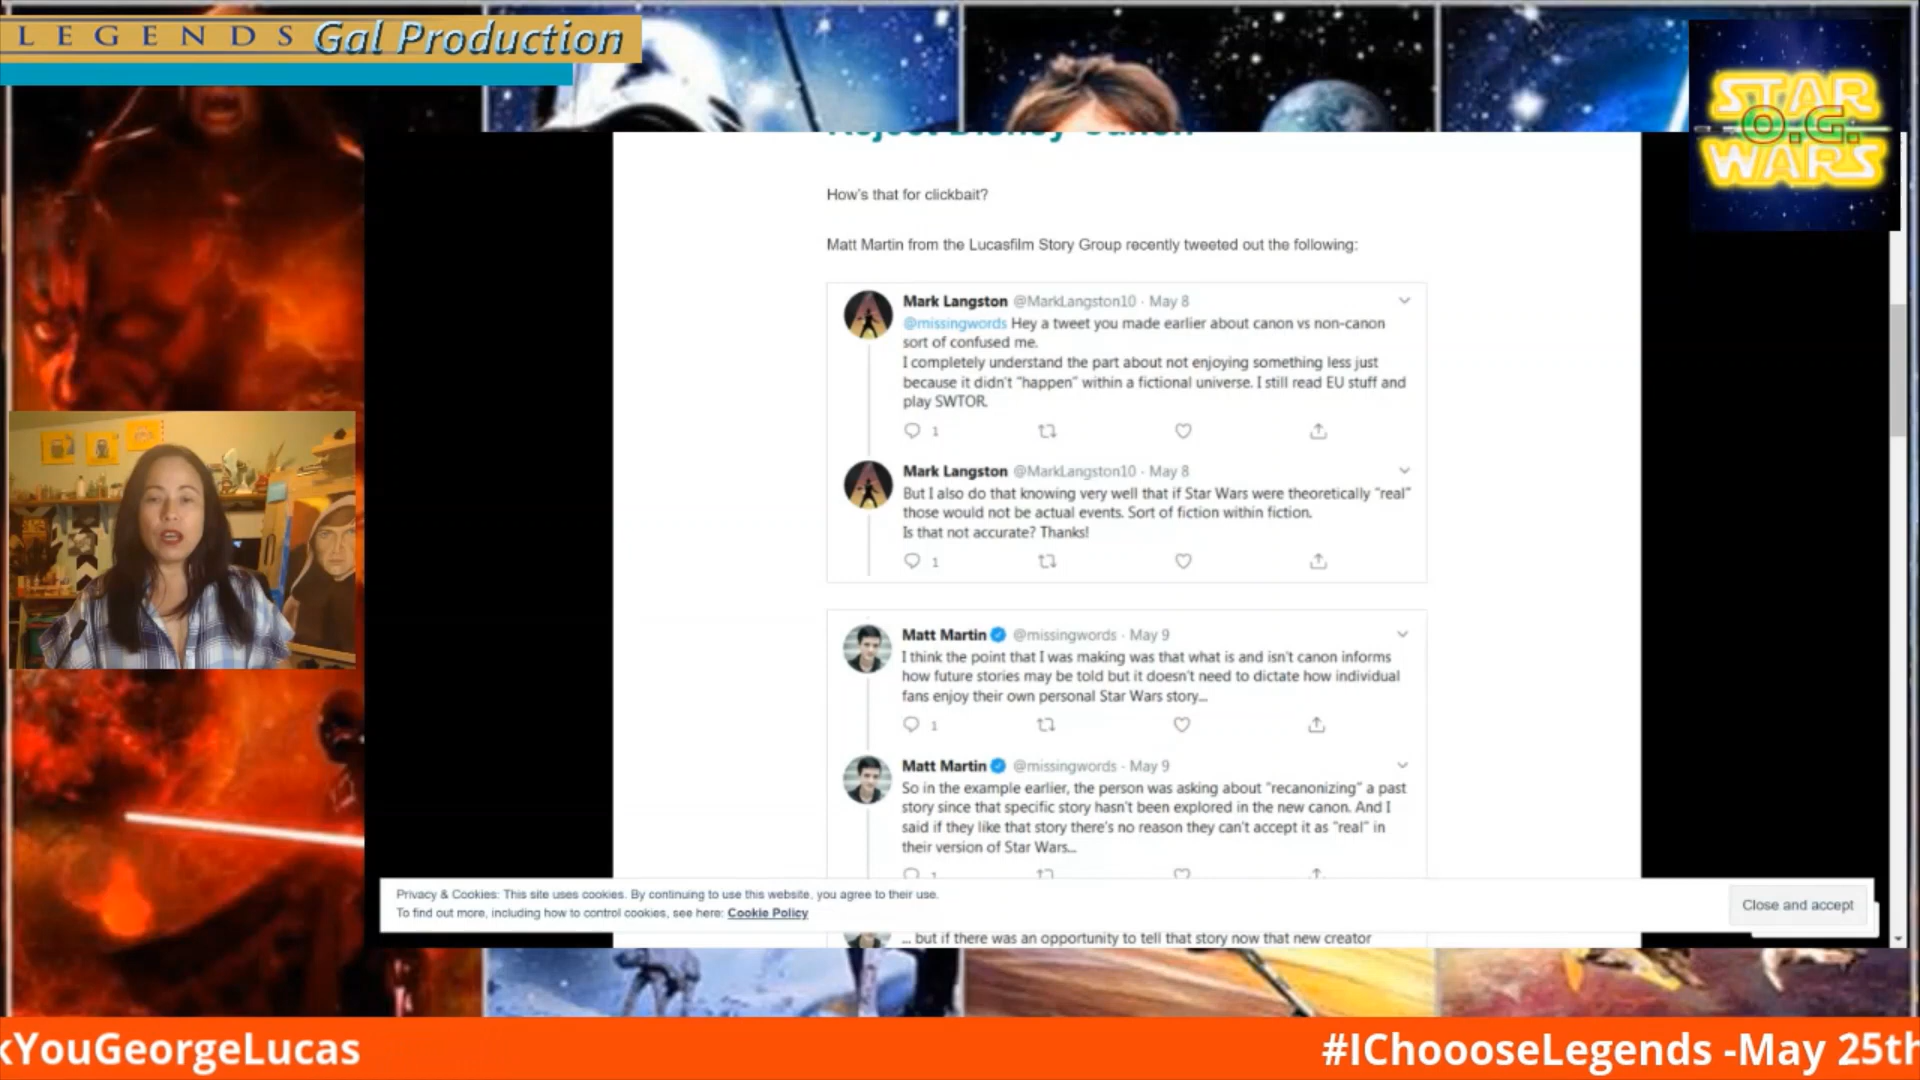 LEGENDS Gal Production
STAR
O.G.
WARS
Reject Disney Canon
How's that for clickbait?
Matt Martin from the Lucasfilm Story Group recently tweeted out the following:
Mark Langston @MarkLangston10 · May 8
@missingwords Hey a tweet you made earlier about canon vs non-canon
sort of confused me.
I completely understand the part about not enjoying something less just
because it didn't "happen" within a fictional universe. I still read EU stuff and
play SWTOR.
1
Mark Langston @MarkLangston10 · May 8
But I also do that knowing very well that if Star Wars were theoretically "real"
those would not be actual events. Sort of fiction within fiction.
Is that not accurate? Thanks!
1
Matt Martin @missingwords · May 9
I think the point that I was making was that what is and isn't canon informs
how future stories may be told but it doesn't need to dictate how individual
fans enjoy their own personal Star Wars story...
1
Matt Martin @missingwords · May 9
So in the example earlier, the person was asking about "recanonizing" a past
story since that specific story hasn't been explored in the new canon. And I
said if they like that story there's no reason they can't accept it as "real" in
their version of Star Wars...
1
Privacy & Cookies: This site uses cookies. By continuing to use this website, you agree to their use.
To find out more, including how to control cookies, see here: Cookie Policy
Close and accept
... but if there was an opportunity to tell that story now that new creator
kYouGeorgeLucas
#IChoooseLegends -May 25th